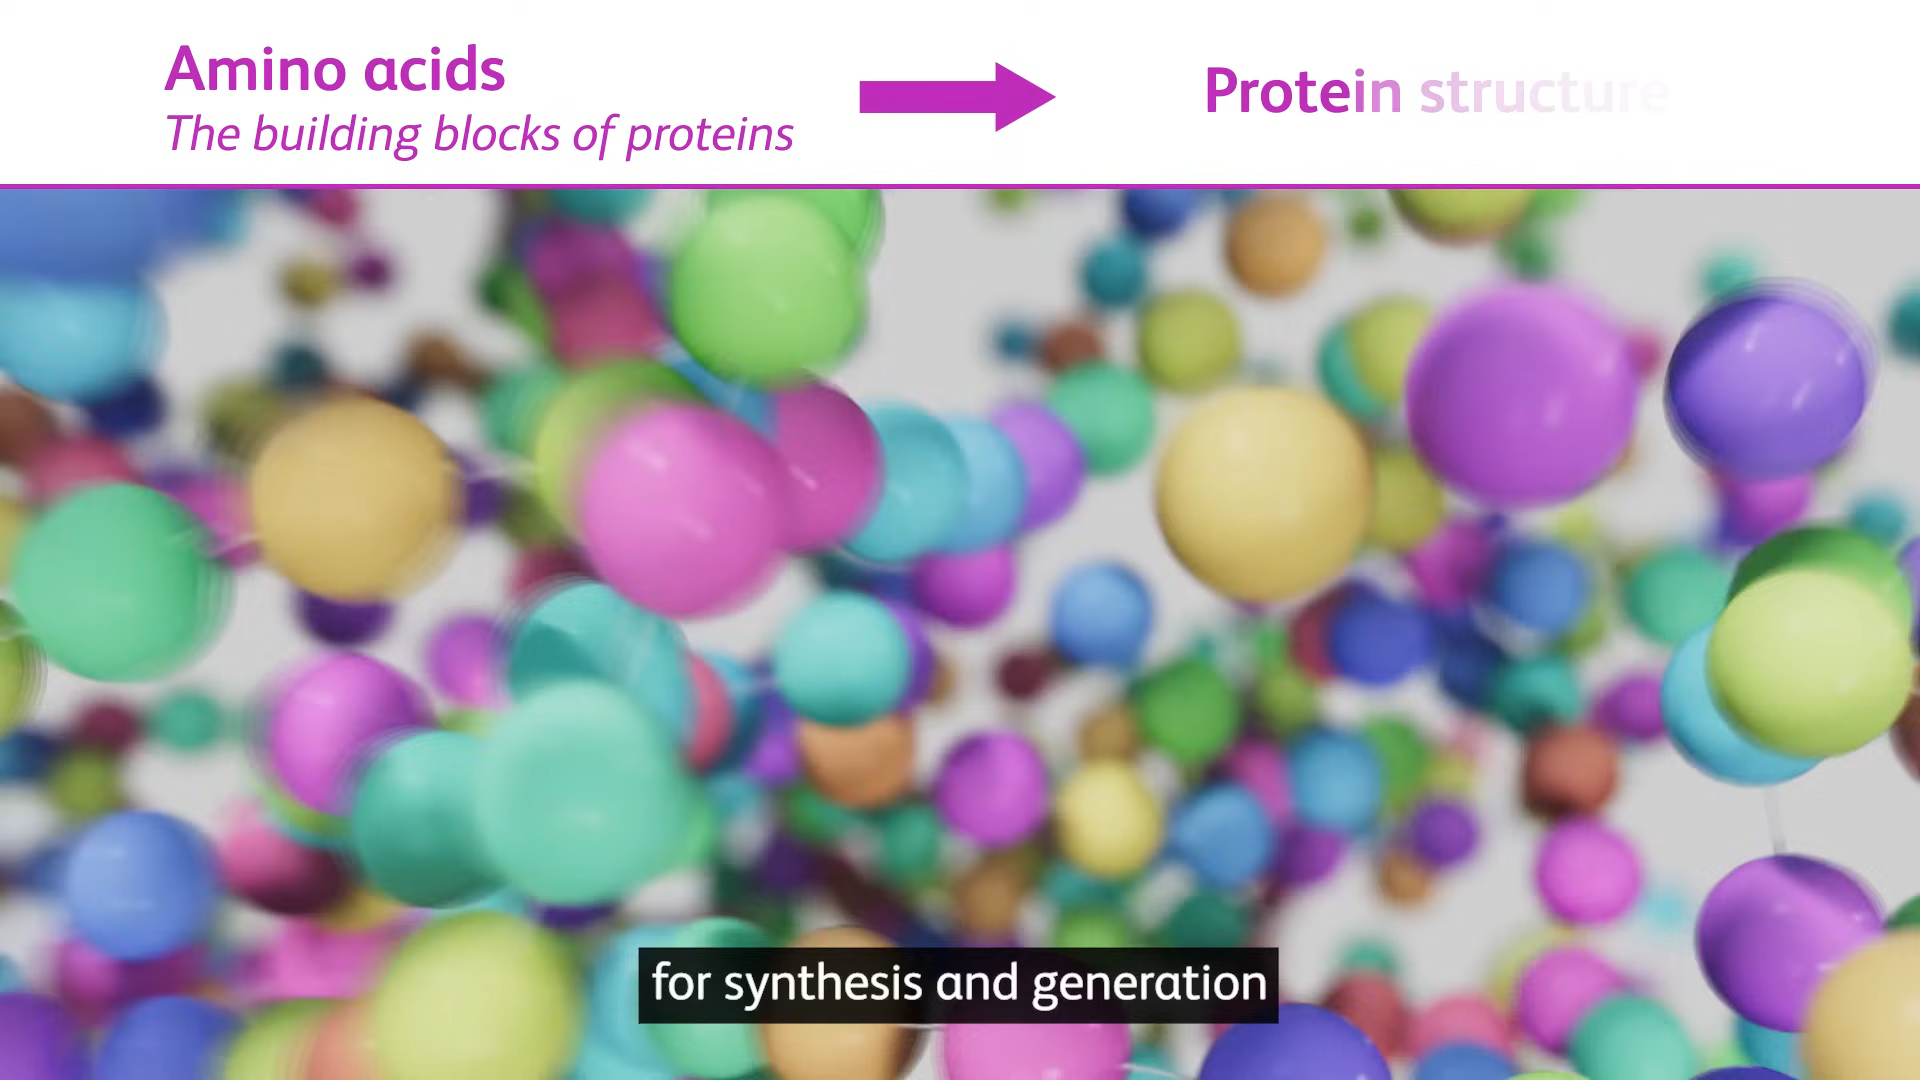 Amino acids
The building blocks of proteins
Protein structure
for synthesis and generation